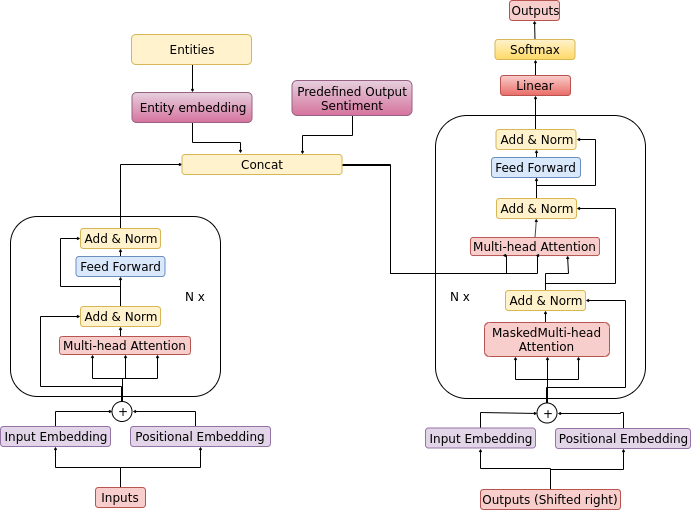 Outputs
Softmax
Linear
Entities
Entity embedding
Predefined Output
Sentiment
Concat
Add & Norm
Feed Forward
Add & Norm
Multi-head Attention
N x
Add & Norm
MaskedMulti-head
Attention
Add & Norm
Feed Forward
N x
Add & Norm
Multi-head Attention
+
Input Embedding
Positional Embedding
Inputs
+
Input Embedding
Positional Embedding
Outputs (Shifted right)